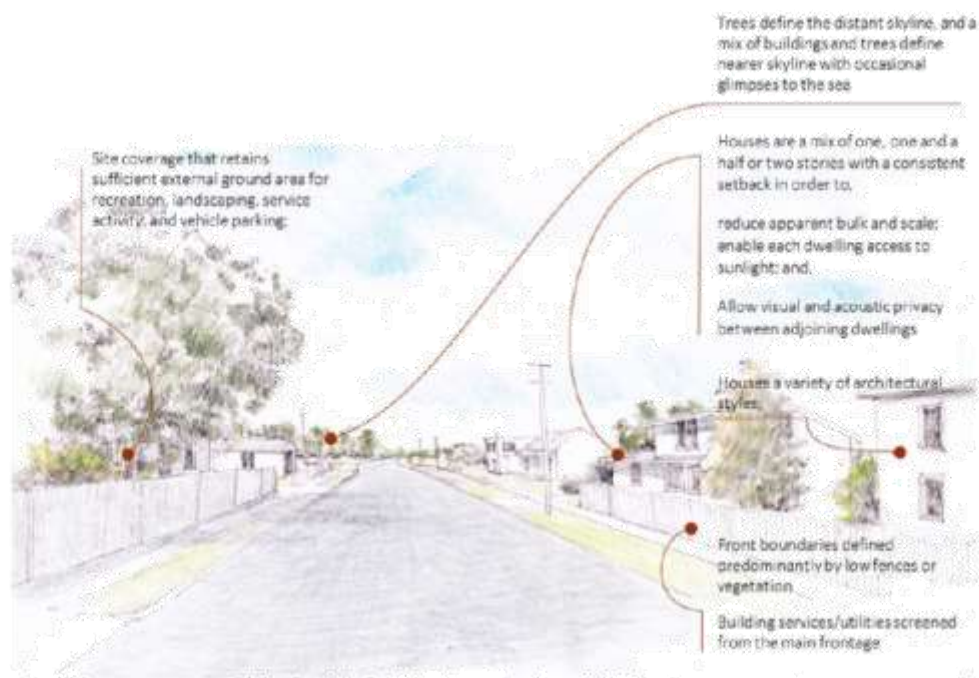 Trees define the distant skyline, and a
mix of buildings and trees define
nearer skyline with occasional
glimpses to the sea
Site coverage that retains
sufficient external ground area for
recreation, landscaping, service
activity, and vehicle parking;
Houses are a mix of one, one and a
half or two stories with a consistent
setback in order to,
reduce apparent bulk and scale;
enable each dwelling access to
sunlight; and,
Allow visual and acoustic privacy
between adjoining dwellings
Houses a variety of architectural
styles;
Front boundaries defined
predominantly by low fences or
vegetation
Building services/utilities screened
from the main frontage